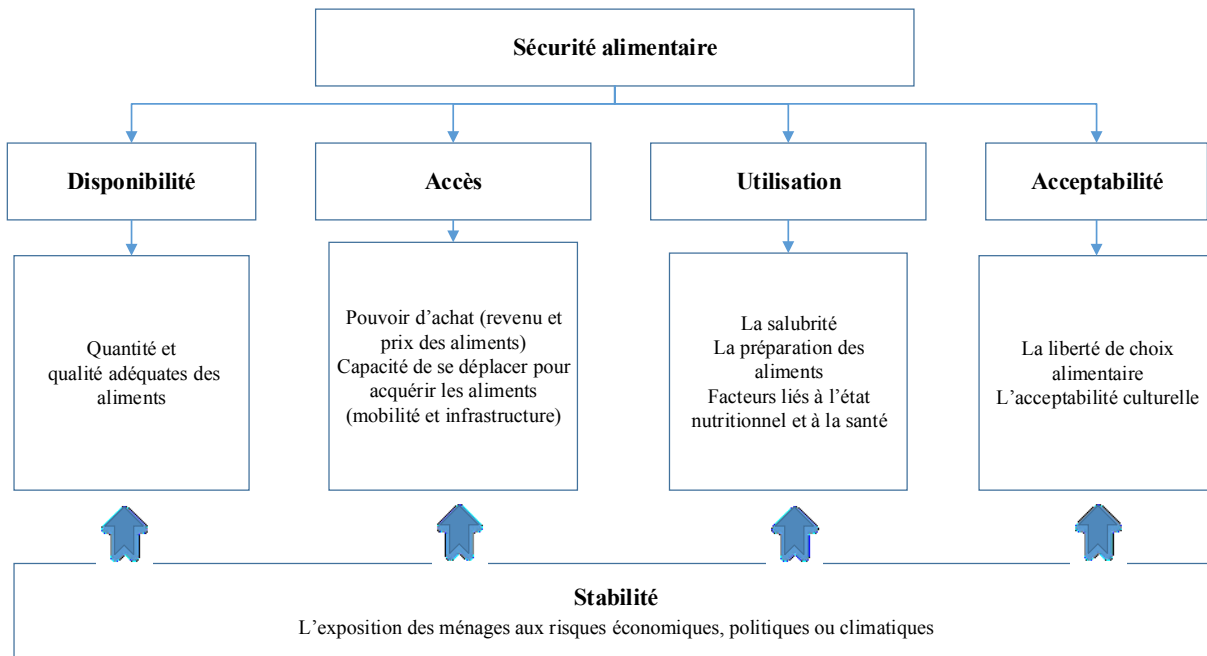 Sécurité alimentaire
Disponibilité
Accès
Utilisation
Acceptabilité
Quantité et
qualité adéquates des
aliments
Pouvoir d’achat (revenu et
prix des aliments)
Capacité de se déplacer pour
acquérir les aliments
(mobilité et infrastructure)
La salubrité
La préparation des
aliments
Facteurs liés à l’état
nutritionnel et à la santé
La liberté de choix
alimentaire
L’acceptabilité culturelle
Stabilité
L’exposition des ménages aux risques économiques, politiques ou climatiques